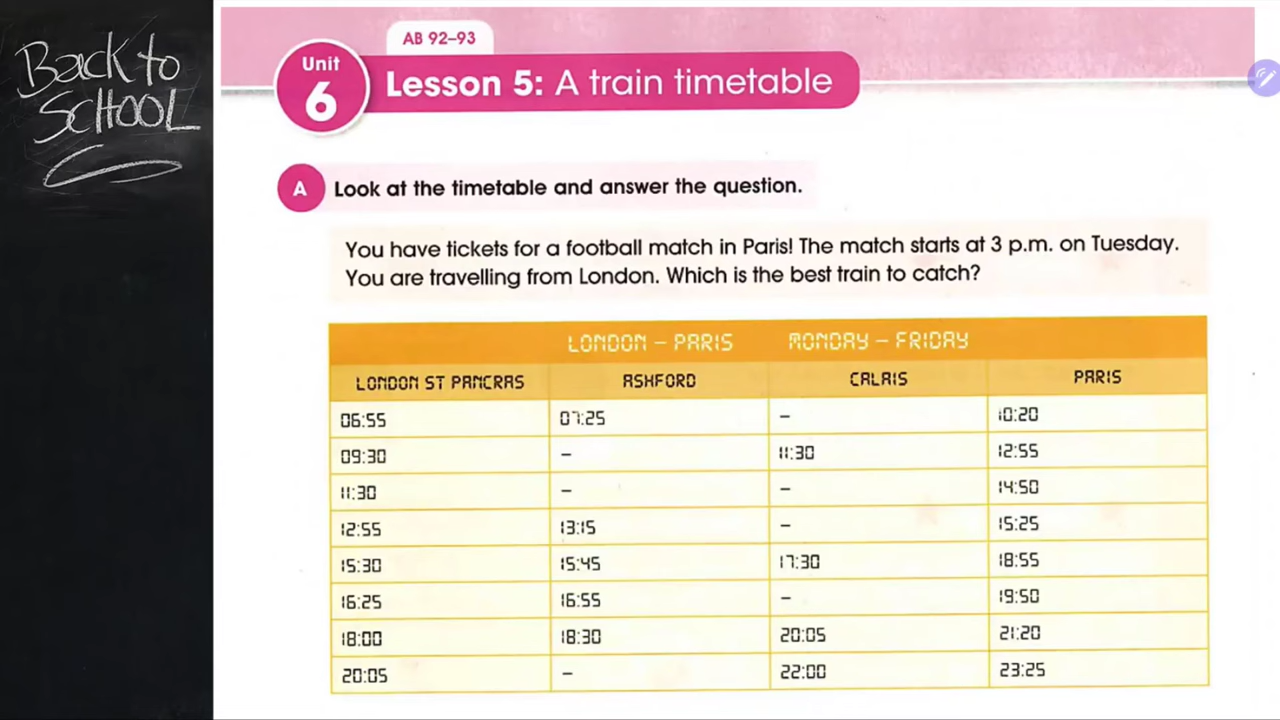 Back to
SCHOOL
AB 92–93
Unit
6
Lesson 5: A train timetable
A Look at the timetable and answer the question.
You have tickets for a football match in Paris! The match starts at 3 p.m. on Tuesday.
You are travelling from London. Which is the best train to catch?
LONDON – PARIS MONDAY – FRIDAY
LONDON ST PANCRAS ASHFORD CALAIS PARIS
06:55 07:25 – 10:20
09:30 – 11:30 12:55
11:30 – – 14:50
12:55 13:15 – 15:25
15:30 15:45 17:30 18:55
16:25 16:55 – 19:50
18:00 18:30 20:05 21:20
20:05 – 22:00 23:25